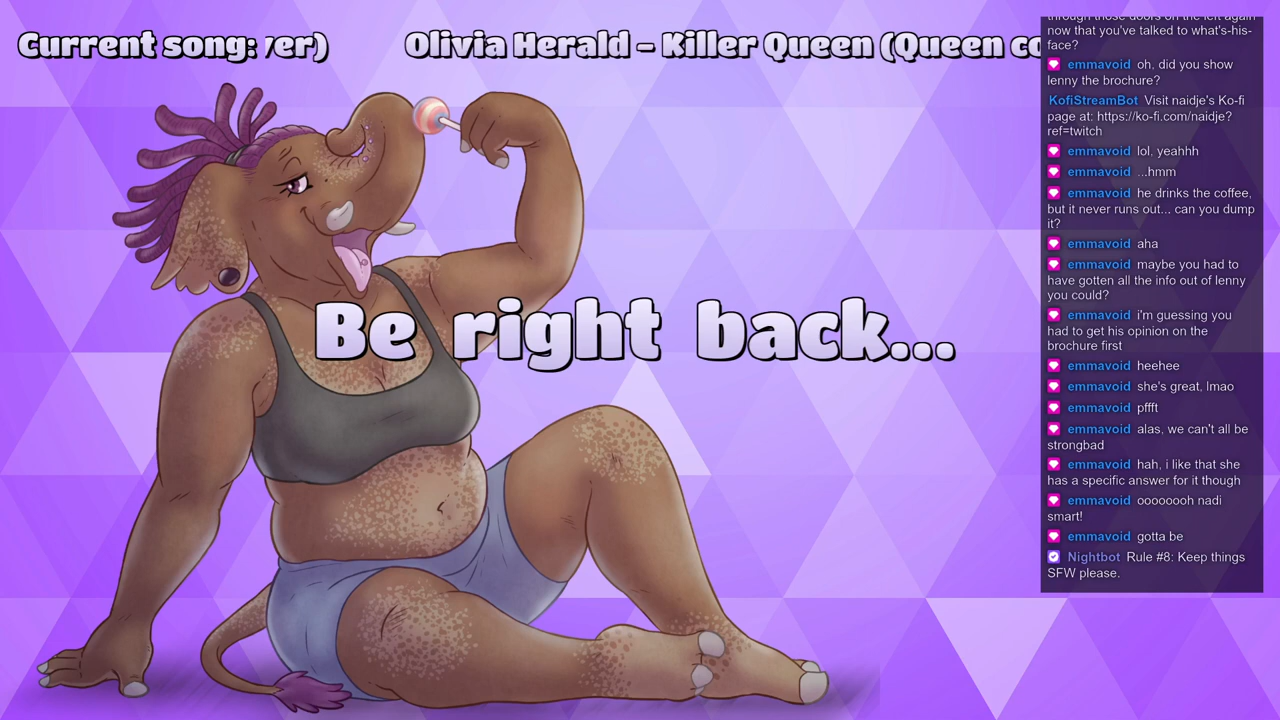 Current song: ver) Olivia Herald - Killer Queen (Queen co
Be right back...
through those doors on the left again
now that you've talked to what's-his-
face?
emmavoid oh, did you show
lenny the brochure?
KofiStreamBot Visit naidje's Ko-fi
page at: https://ko-fi.com/naidje?
ref=twitch
emmavoid lol, yeahhh
emmavoid ...hmm
emmavoid he drinks the coffee,
but it never runs out... can you dump
it?
emmavoid aha
emmavoid maybe you had to
have gotten all the info out of lenny
you could?
emmavoid i'm guessing you
had to get his opinion on the
brochure first
emmavoid heehee
emmavoid she's great, lmao
emmavoid pffft
emmavoid alas, we can't all be
strongbad
emmavoid hah, i like that she
has a specific answer for it though
emmavoid oooooooh nadi
smart!
emmavoid gotta be
Nightbot Rule #8: Keep things
SFW please.